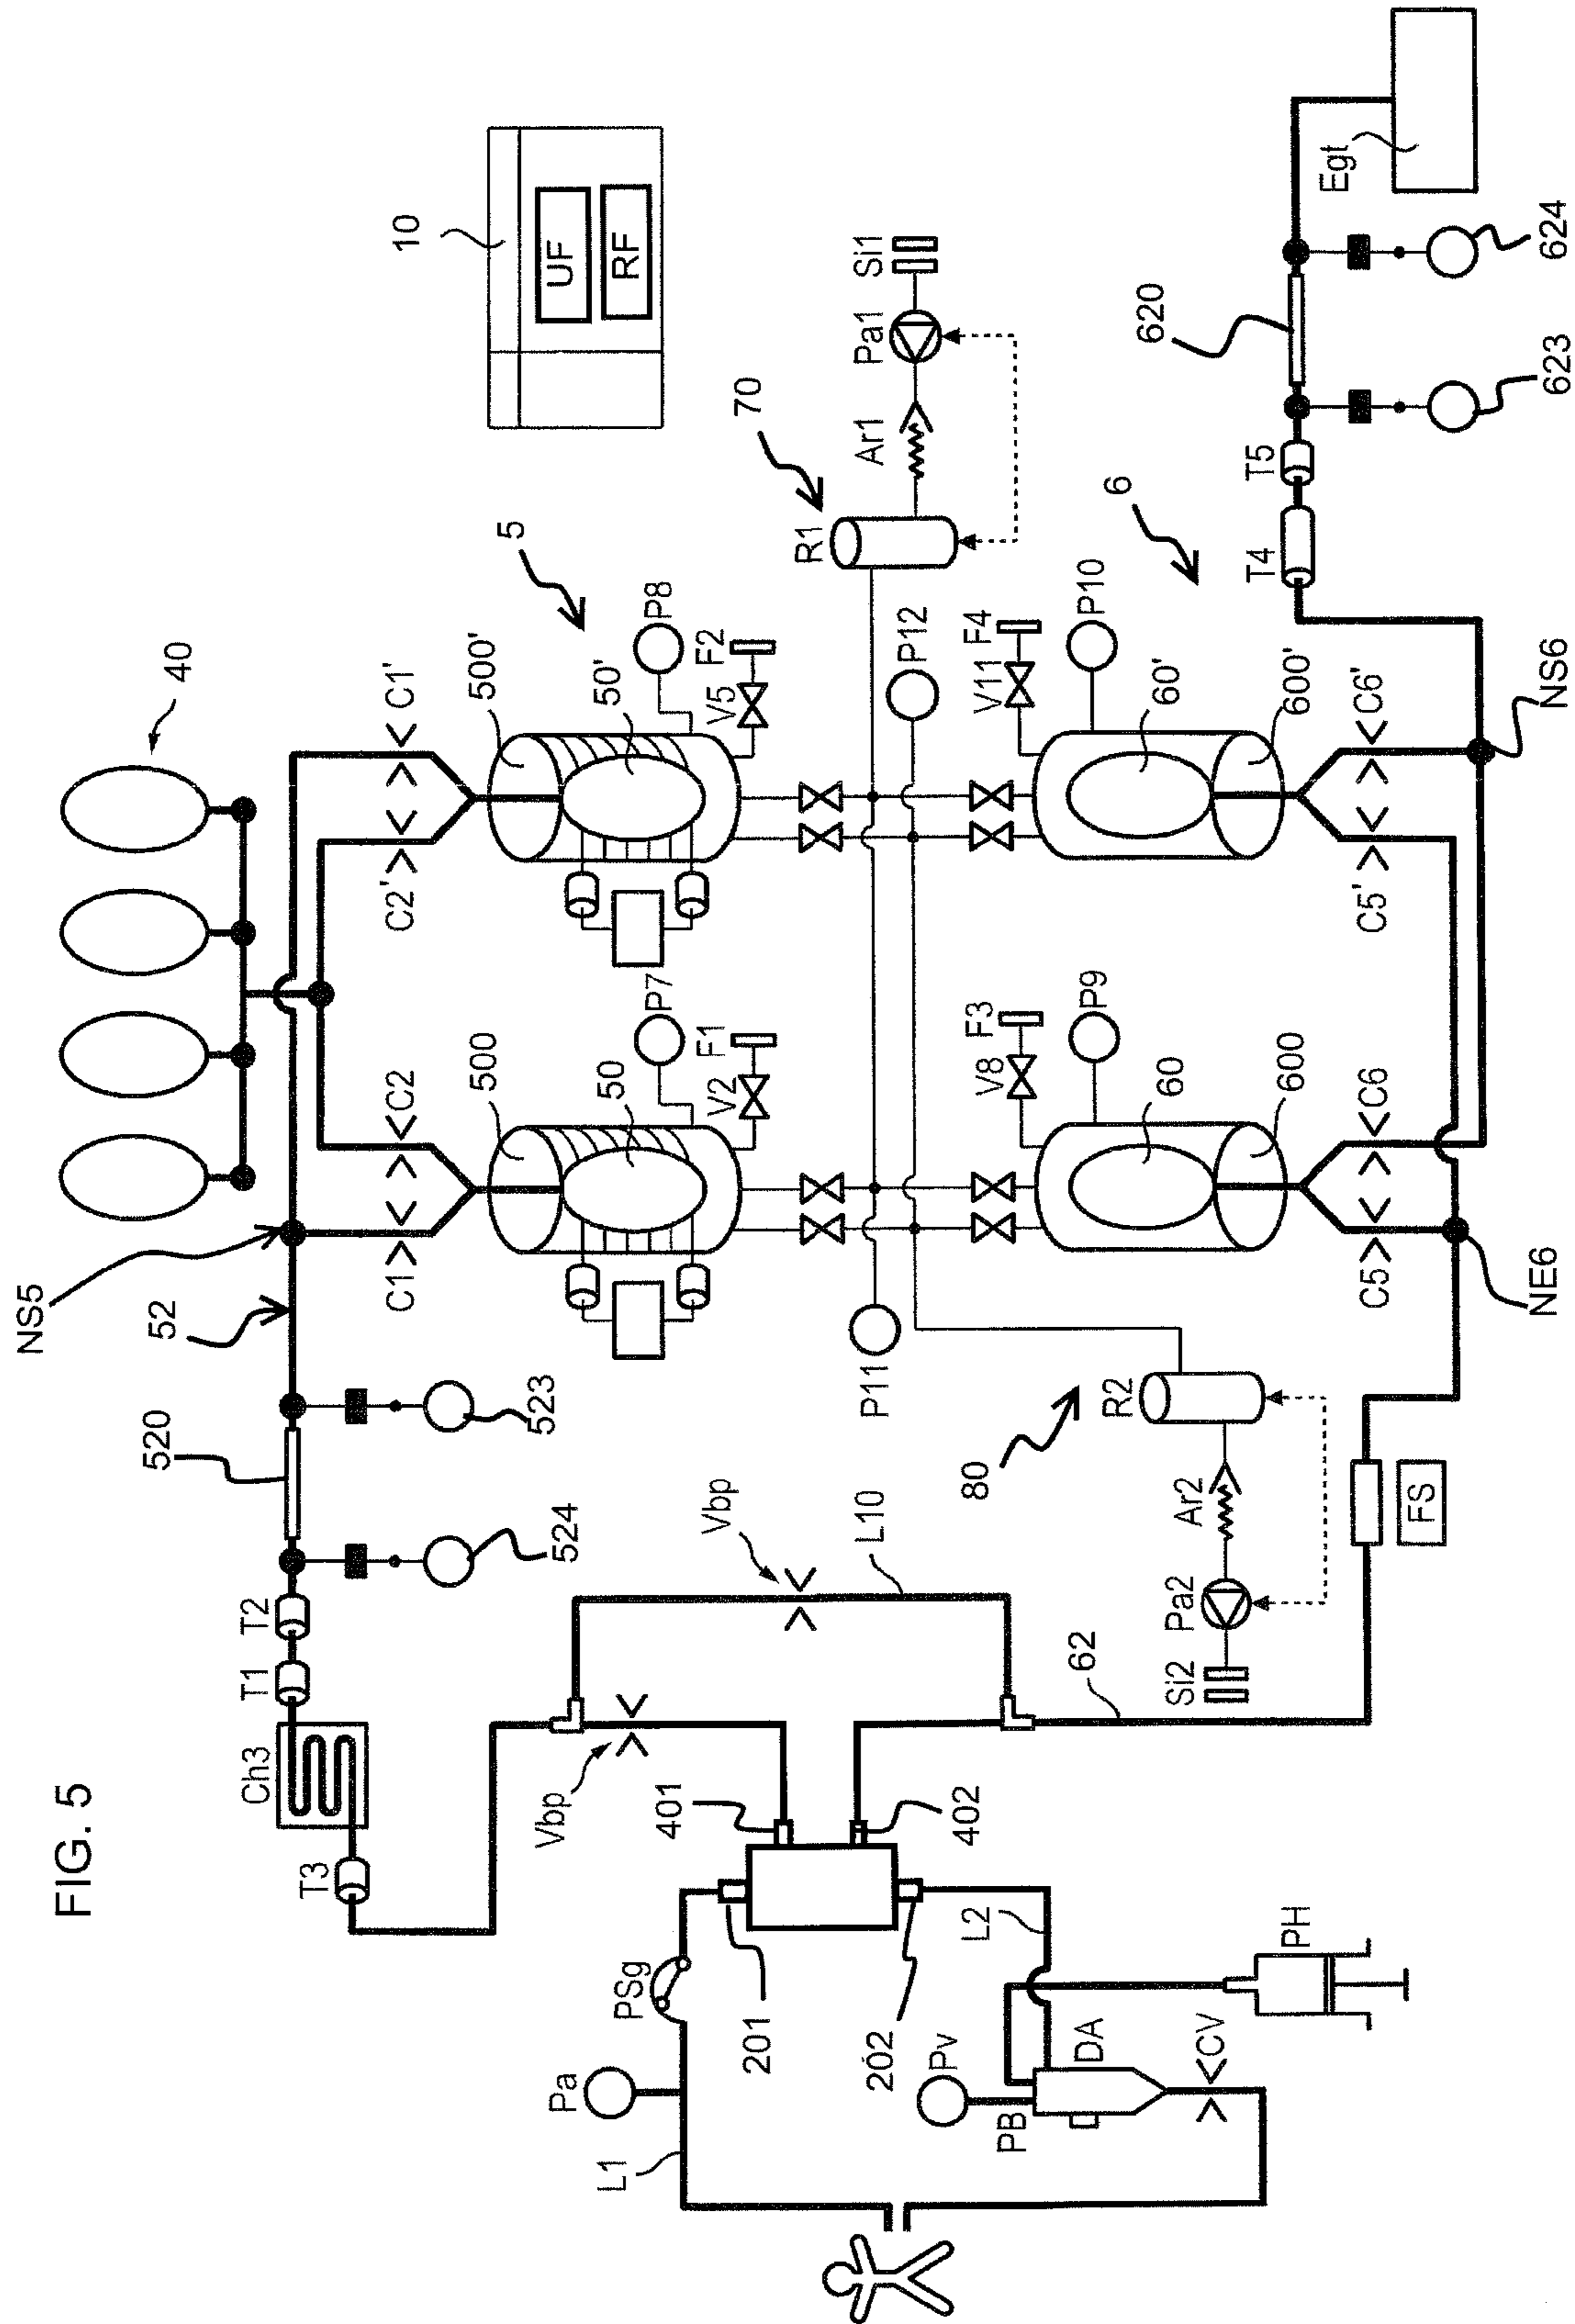 FIG. 5
NS5
52
520
524
523
T2
T1
Ch3
T3
40
C1
C2
C2'
C1'
500
50
P7
F1
V2
500'
50'
P8
F2
V5
5
10
UF
RF
70
R1
Ar1
Pa1
Si1
P11
P12
80
R2
Ar2
Pa2
Si2
F3
V8
P9
60
600
F4
V11
P10
60'
600'
6
C5
C6
C5'
C6'
NE6
NS6
T4
T5
620
623
624
Egt
Vbp
Vbp
L10
62
FS
401
402
201
202
PSg
Pa
L1
L2
Pv
PB
DA
CV
PH